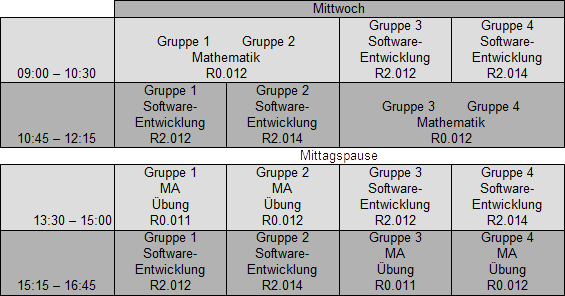 Mittwoch
Gruppe 1 Gruppe 2 Gruppe 3 Gruppe 4
Mathematik Software- Software-
Entwicklung Entwicklung
09:00 – 10:30 R0.012 R2.012 R2.014
Gruppe 1 Gruppe 2 Gruppe 3 Gruppe 4
Software- Software- Mathematik
Entwicklung Entwicklung
10:45 – 12:15 R2.012 R2.014 R0.012
Mittagspause
Gruppe 1 Gruppe 2 Gruppe 3 Gruppe 4
MA MA Software- Software-
Übung Übung Entwicklung Entwicklung
13:30 – 15:00 R0.011 R0.012 R2.012 R2.014
Gruppe 1 Gruppe 2 Gruppe 3 Gruppe 4
Software- Software- MA MA
Entwicklung Entwicklung Übung Übung
15:15 – 16:45 R2.012 R2.014 R0.011 R0.012